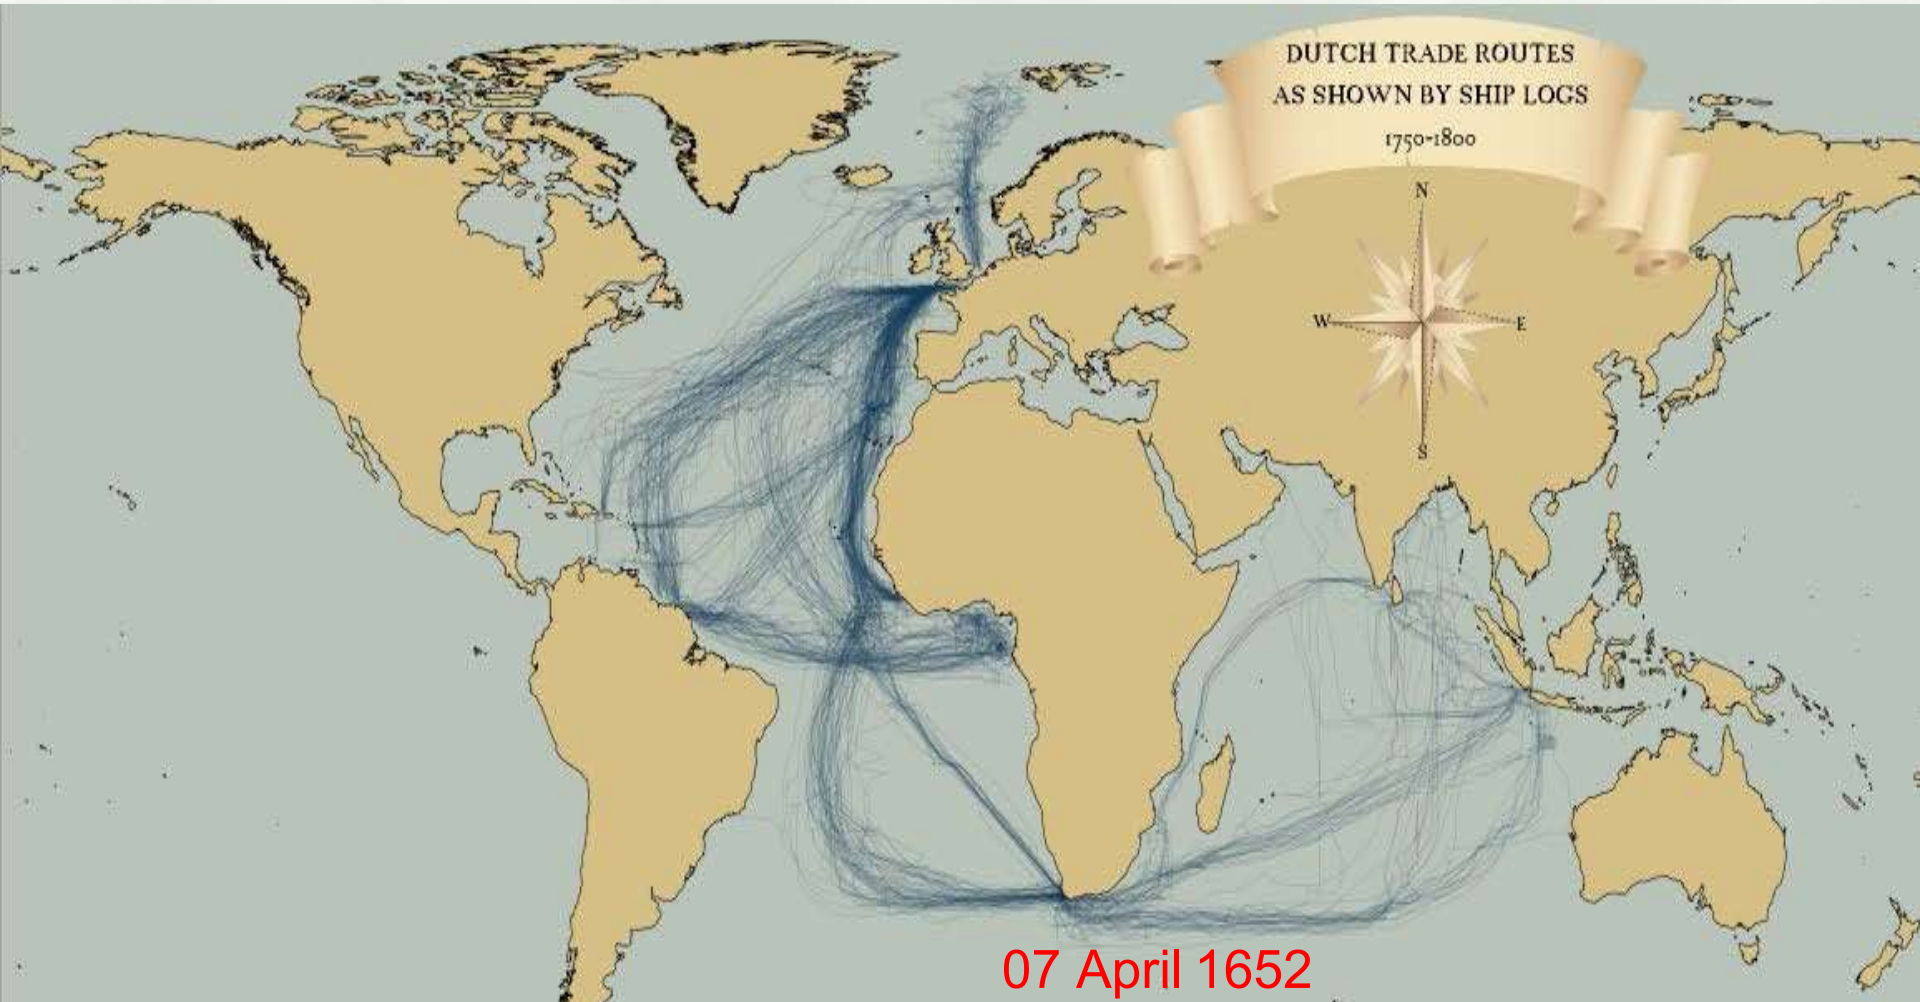 DUTCH TRADE ROUTES
AS SHOWN BY SHIP LOGS
1750-1800
N
W
E
S
07 April 1652